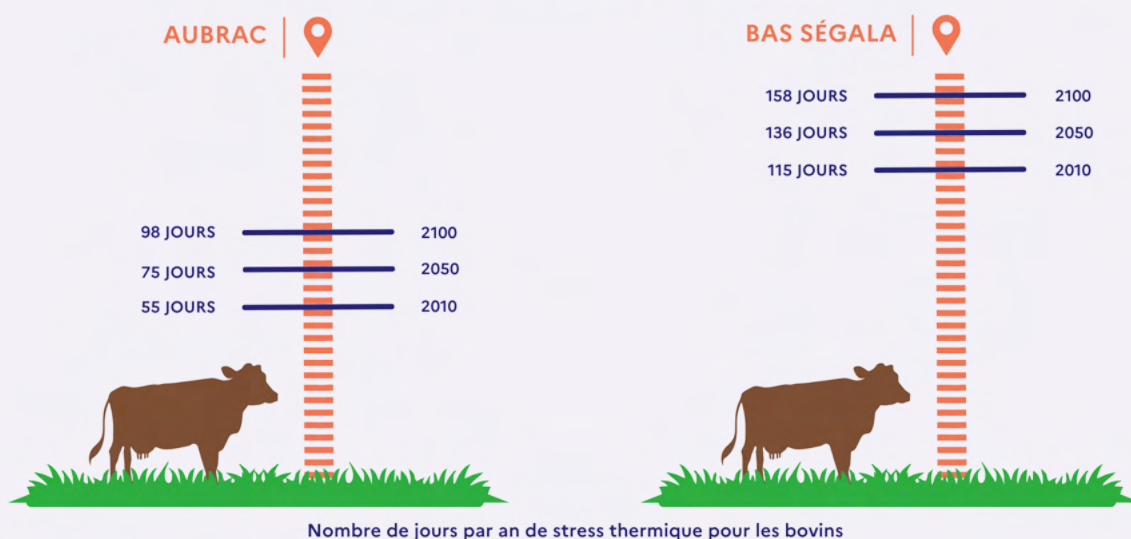 AUBRAC
98 JOURS 2100
75 JOURS 2050
55 JOURS 2010
BAS SÉGALA
158 JOURS 2100
136 JOURS 2050
115 JOURS 2010
Nombre de jours par an de stress thermique pour les bovins